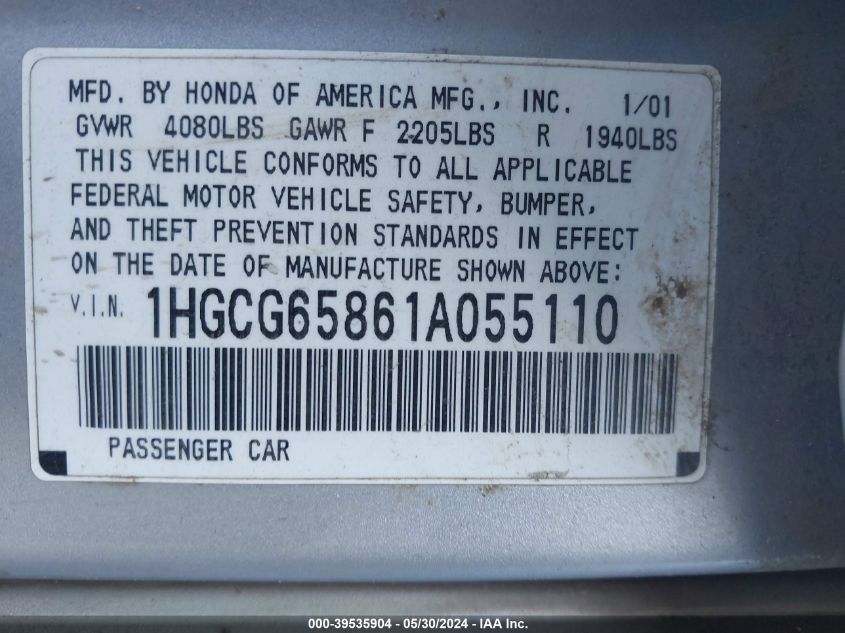 MFD. BY HONDA OF AMERICA MFG., INC. 1/01
GVWR 4080LBS GAWR F 2205LBS R 1940LBS
THIS VEHICLE CONFORMS TO ALL APPLICABLE
FEDERAL MOTOR VEHICLE SAFETY, BUMPER,
AND THEFT PREVENTION STANDARDS IN EFFECT
ON THE DATE OF MANUFACTURE SHOWN ABOVE:
V.I.N. 1HGCG65861A055110
PASSENGER CAR
000-39535904 - 05/30/2024 - IAA Inc.